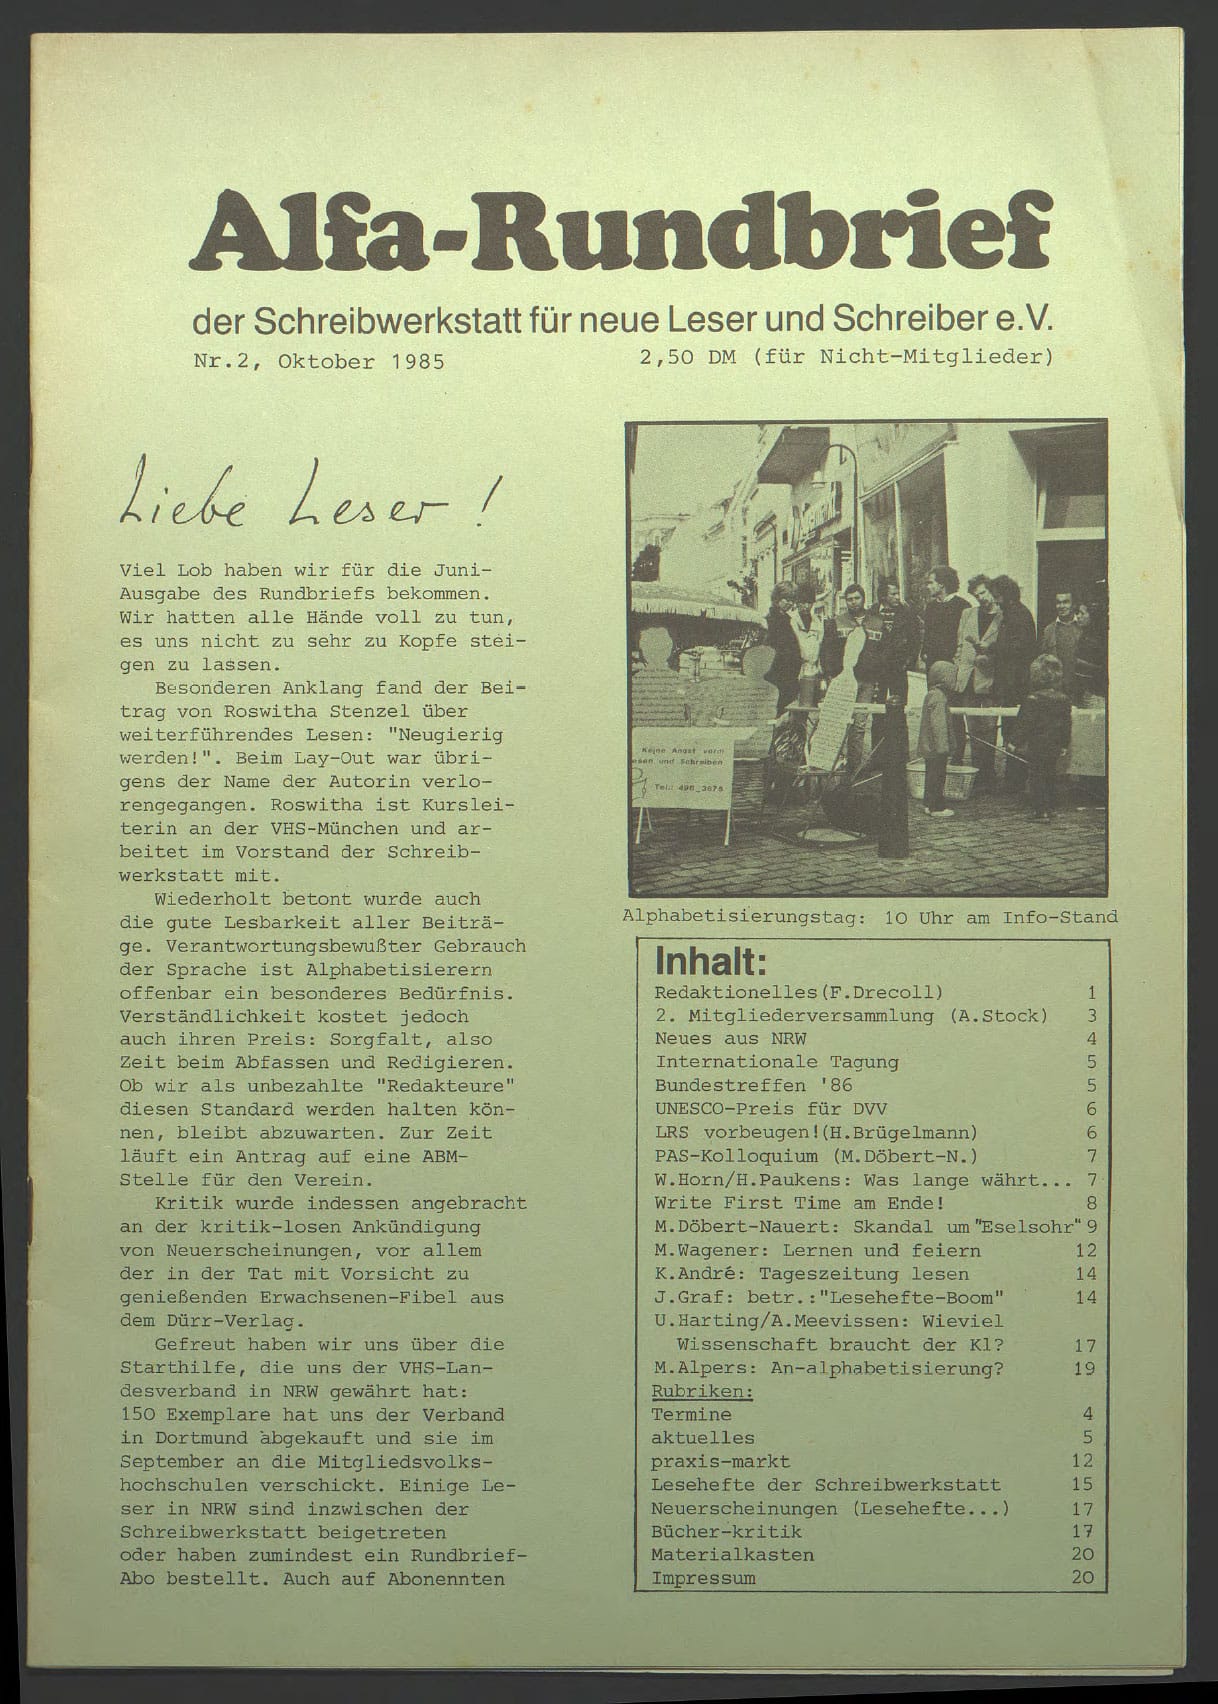 Alfa-Rundbrief
der Schreibwerkstatt für neue Leser und Schreiber e.V.
Nr.2, Oktober 1985
2,50 DM (für Nicht-Mitglieder)
Liebe Leser !
Viel Lob haben wir für die Juni-
Ausgabe des Rundbriefs bekommen.
Wir hatten alle Hände voll zu tun,
es uns nicht zu sehr zu Kopfe stei-
gen zu lassen.
Besonderen Anklang fand der Bei-
trag von Roswitha Stenzel über
weiterführendes Lesen: "Neugierig
werden!". Beim Lay-Out war übri-
gens der Name der Autorin verlo-
rengegangen. Roswitha ist Kurslei-
terin an der VHS-München und ar-
beitet im Vorstand der Schreib-
werkstatt mit.
Wiederholt betont wurde auch
die gute Lesbarkeit aller Beiträ-
ge. Verantwortungsbewußter Gebrauch
der Sprache ist Alphabetisierern
offenbar ein besonderes Bedürfnis.
Verständlichkeit kostet jedoch
auch ihren Preis: Sorgfalt, also
Zeit beim Abfassen und Redigieren.
Ob wir als unbezahlte "Redakteure"
diesen Standard werden halten kön-
nen, bleibt abzuwarten. Zur Zeit
läuft ein Antrag auf eine ABM-
Stelle für den Verein.
Kritik wurde indessen angebracht
an der kritik-losen Ankündigung
von Neuerscheinungen, vor allem
der in der Tat mit Vorsicht zu
genießenden Erwachsenen-Fibel aus
dem Dürr-Verlag.
Gefreut haben wir uns über die
Starthilfe, die uns der VHS-Lan-
desverband in NRW gewährt hat:
150 Exemplare hat uns der Verband
in Dortmund abgekauft und sie im
September an die Mitgliedsvolks-
hochschulen verschickt. Einige Le-
ser in NRW sind inzwischen der
Schreibwerkstatt beigetreten
oder haben zumindest ein Rundbrief-
Abo bestellt. Auch auf Abonennten
Keine Angst vorm
esen und Schreiben
Tel.: 496_3675
Alphabetisierungstag: 10 Uhr am Info-Stand
Inhalt:
Redaktionelles (F.Drecoll) 1
2. Mitgliederversammlung (A.Stock) 3
Neues aus NRW 4
Internationale Tagung 5
Bundestreffen '86 5
UNESCO-Preis für DVV 6
LRS vorbeugen!(H.Brügelmann) 6
PAS-Kolloquium (M.Döbert-N.) 7
W.Horn/H.Paukens: Was lange währt... 7
Write First Time am Ende! 8
M.Döbert-Nauert: Skandal um "Eselsohr" 9
M.Wagener: Lernen und feiern 12
K.André: Tageszeitung lesen 14
J.Graf: betr.:"Lesehefte-Boom" 14
U.Harting/A.Meevissen: Wieviel
Wissenschaft braucht der Kl? 17
M.Alpers: An-alphabetisierung? 19
Rubriken:
Termine 4
aktuelles 5
praxis-markt 12
Lesehefte der Schreibwerkstatt 15
Neuerscheinungen (Lesehefte...) 17
Bücher-kritik 17
Materialkasten 20
Impressum 20